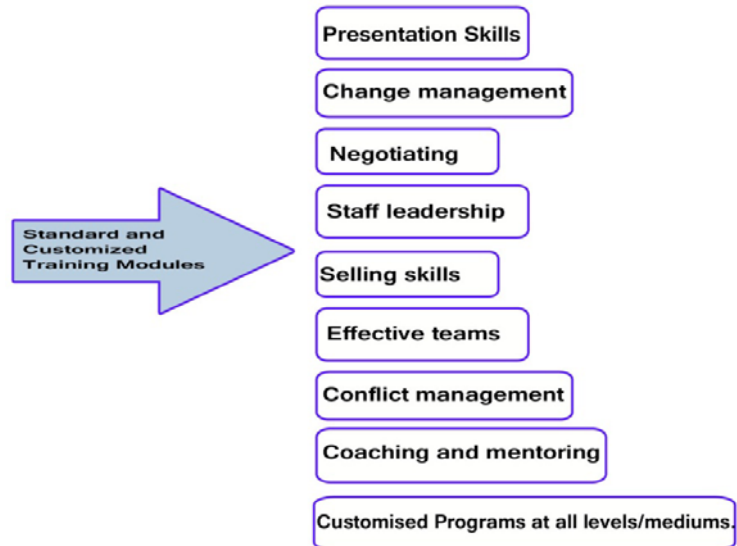 Presentation Skills
Change management
Negotiating
Staff leadership
Standard and
Customized
Training Modules
Selling skills
Effective teams
Conflict management
Coaching and mentoring
Customised Programs at all levels/mediums.